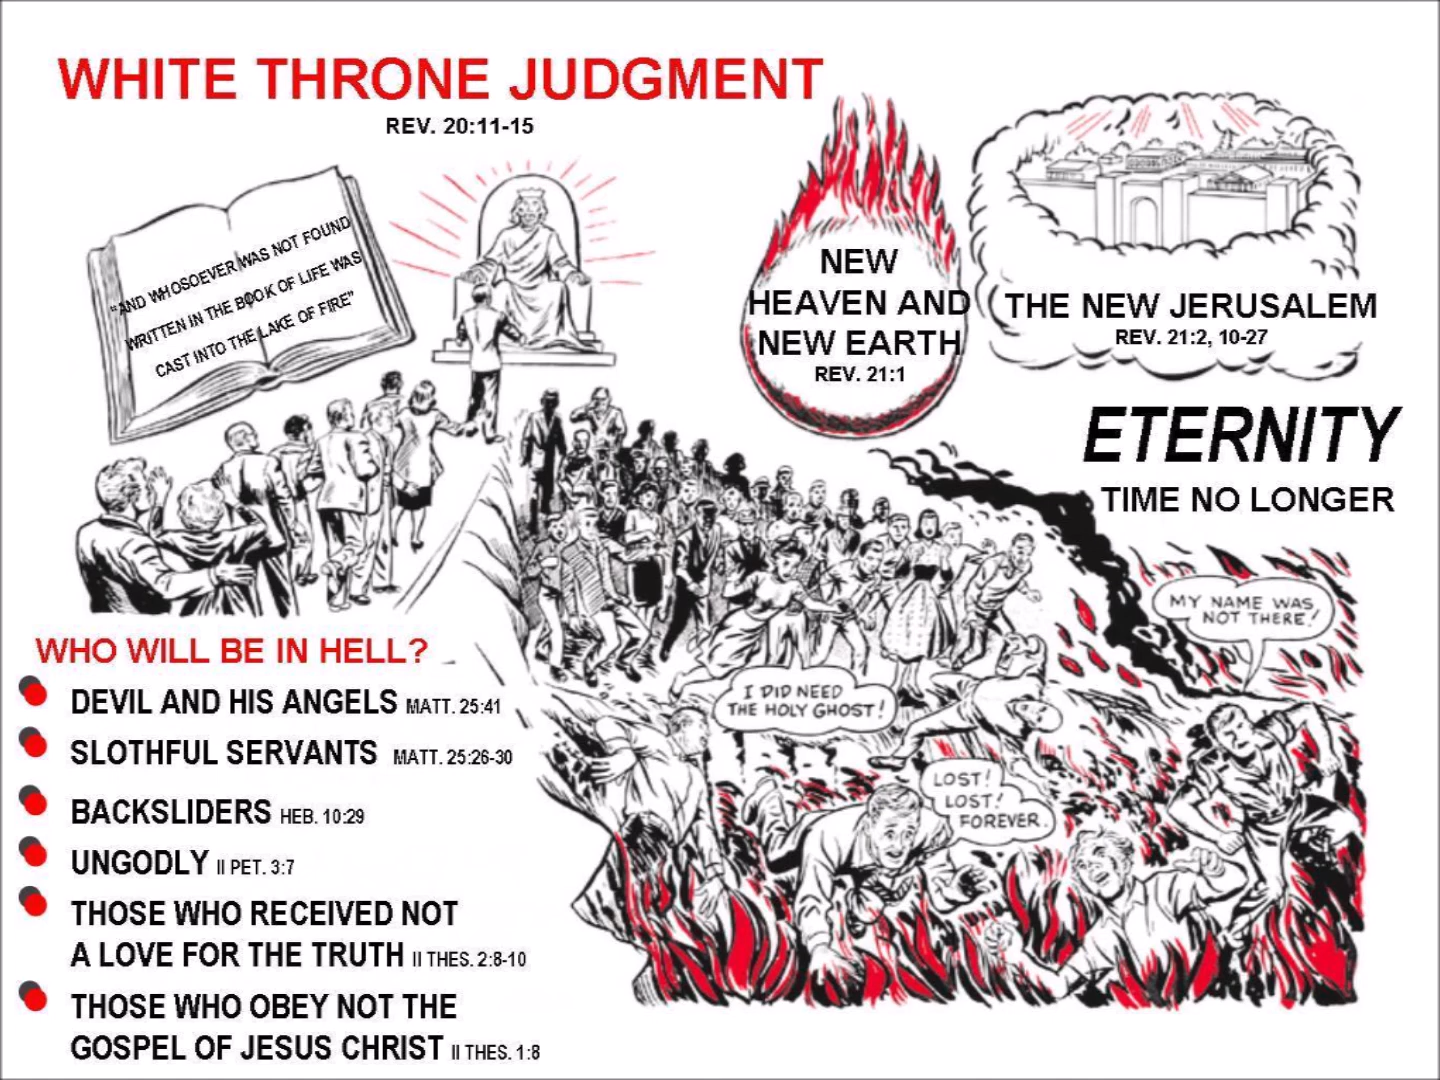 WHITE THRONE JUDGMENT
REV. 20:11-15
"AND WHOSOEVER WAS NOT FOUND
WRITTEN IN THE BOOK OF LIFE WAS
CAST INTO THE LAKE OF FIRE"
NEW
HEAVEN AND
NEW EARTH
REV. 21:1
THE NEW JERUSALEM
REV. 21:2, 10-27
ETERNITY
TIME NO LONGER
MY NAME WAS
NOT THERE!
I DID NEED
THE HOLY GHOST!
LOST!
LOST!
FOREVER.
WHO WILL BE IN HELL?
DEVIL AND HIS ANGELS MATT. 25:41
SLOTHFUL SERVANTS MATT. 25:26-30
BACKSLIDERS HEB. 10:29
UNGODLY II PET. 3:7
THOSE WHO RECEIVED NOT
A LOVE FOR THE TRUTH II THES. 2:8-10
THOSE WHO OBEY NOT THE
GOSPEL OF JESUS CHRIST II THES. 1:8